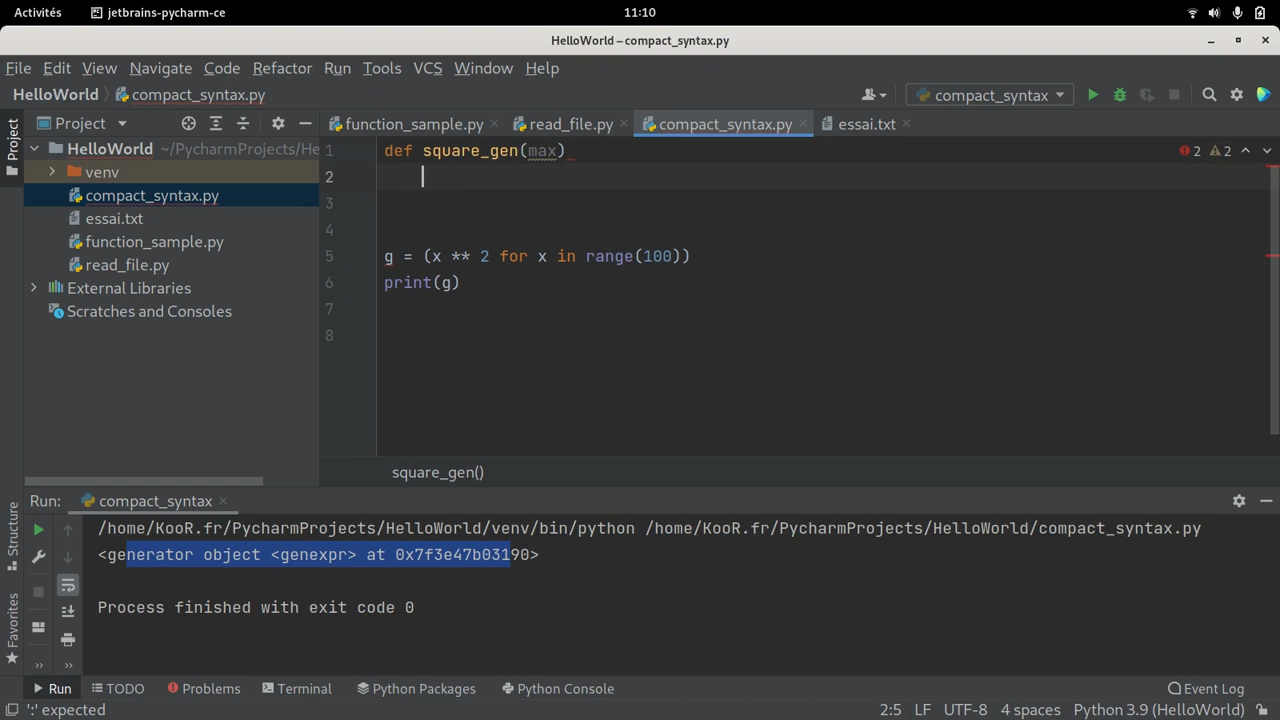 Activités jetbrains-pycharm-ce 11:10
HelloWorld – compact_syntax.py
File Edit View Navigate Code Refactor Run Tools VCS Window Help
HelloWorld compact_syntax.py compact_syntax
Project Project function_sample.py read_file.py compact_syntax.py essai.txt
HelloWorld ~/PycharmProjects/He
venv
compact_syntax.py
essai.txt
function_sample.py
read_file.py
External Libraries
Scratches and Consoles
1 def square_gen(max) 2 2
2
3
4
5 g = (x ** 2 for x in range(100))
6 print(g)
7
8
square_gen()
Run: compact_syntax
/home/KooR.fr/PycharmProjects/HelloWorld/venv/bin/python /home/KooR.fr/PycharmProjects/HelloWorld/compact_syntax.py
<generator object <genexpr> at 0x7f3e47b03190>
Process finished with exit code 0
Structure
Favorites
Run TODO Problems Terminal Python Packages Python Console Event Log
':' expected 2:5 LF UTF-8 4 spaces Python 3.9 (HelloWorld)